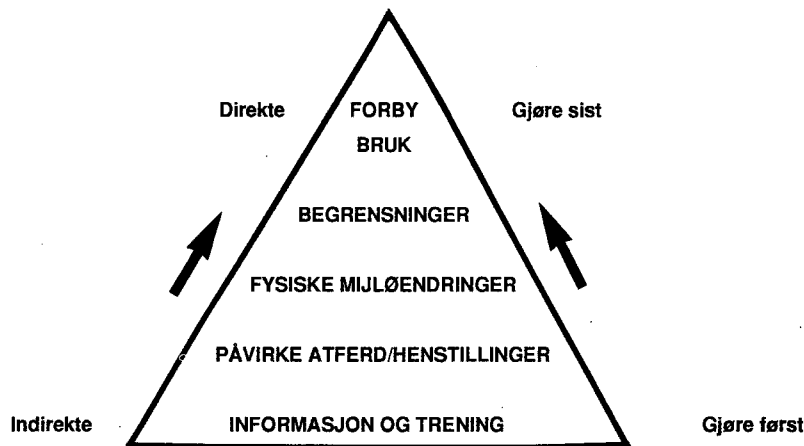 Direkte FORBY Gjøre sist
BRUK
BEGRENSNINGER
FYSISKE MIJLØENDRINGER
PÅVIRKE ATFERD/HENSTILLINGER
Indirekte INFORMASJON OG TRENING Gjøre først